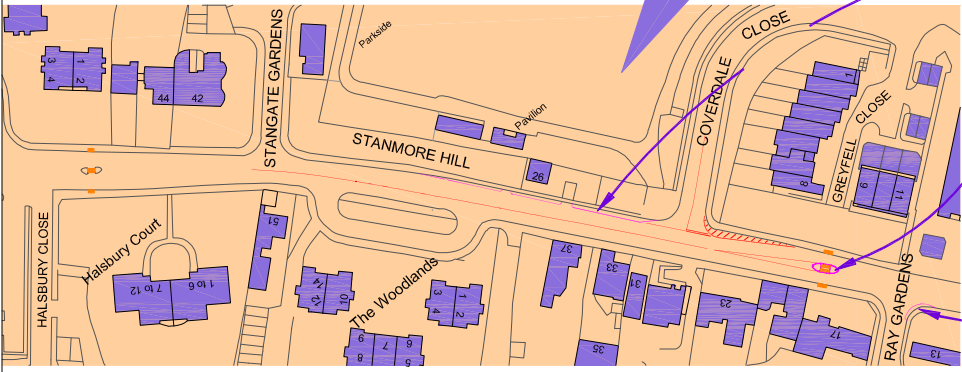 STANGATE GARDENS
Parkside
CLOSE
COVERDALE
3
1
4
2
44
42
Pavilion
STANMORE HILL
26
1
8
GREYFELL
CLOSE
9
11
HALSBURY CLOSE
Halsbury Court
7 to 12
1 to 6
51
14
12
10
The Woodlands
3
1
4
2
9
7
6
8
5
37
33
31
35
23
17
RAY GARDENS
13